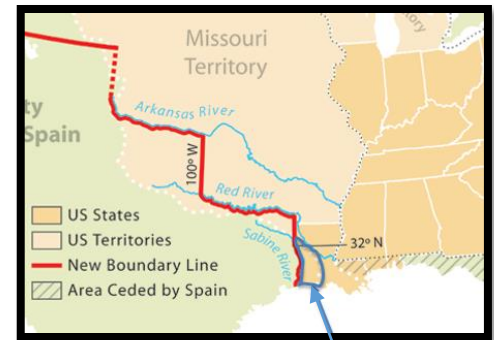 Missouri
Territory
ty
Spain
Arkansas River
100° W
Red River
Sabine River
32° N
US States
US Territories
New Boundary Line
Area Ceded by Spain